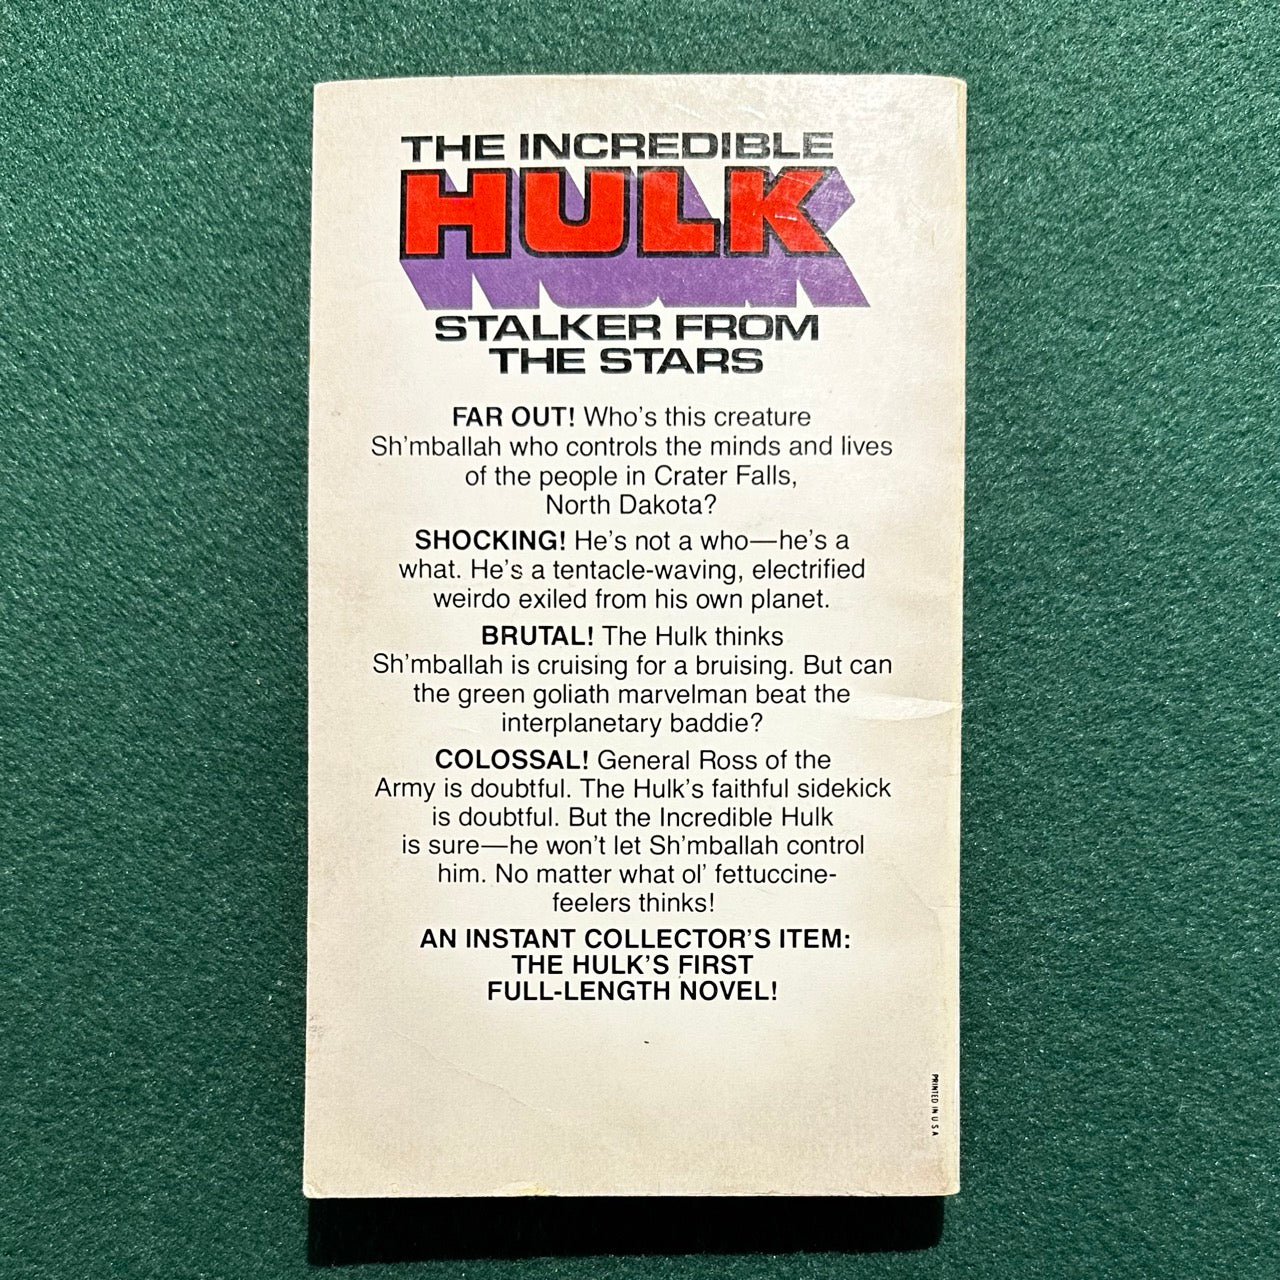 THE INCREDIBLE
HULK
STALKER FROM
THE STARS
FAR OUT! Who's this creature
Sh'mballah who controls the minds and lives
of the people in Crater Falls,
North Dakota?
SHOCKING! He's not a who—he's a
what. He's a tentacle-waving, electrified
weirdo exiled from his own planet.
BRUTAL! The Hulk thinks
Sh'mballah is cruising for a bruising. But can
the green goliath marvelman beat the
interplanetary baddie?
COLOSSAL! General Ross of the
Army is doubtful. The Hulk's faithful sidekick
is doubtful. But the Incredible Hulk
is sure—he won't let Sh'mballah control
him. No matter what ol' fettuccine-
feelers thinks!
AN INSTANT COLLECTOR'S ITEM:
THE HULK'S FIRST
FULL-LENGTH NOVEL!
PRINTED IN U S A